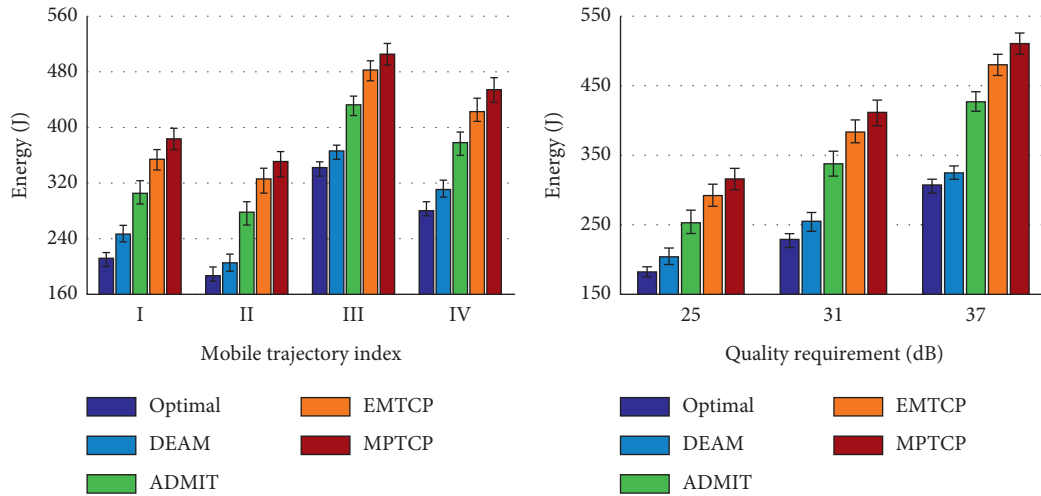 Energy (J)
560
480
400
320
240
160
I II III IV
Mobile trajectory index
Optimal
DEAM
ADMIT
EMTCP
MPTCP
Energy (J)
550
450
350
250
150
25 31 37
Quality requirement (dB)
Optimal
DEAM
ADMIT
EMTCP
MPTCP